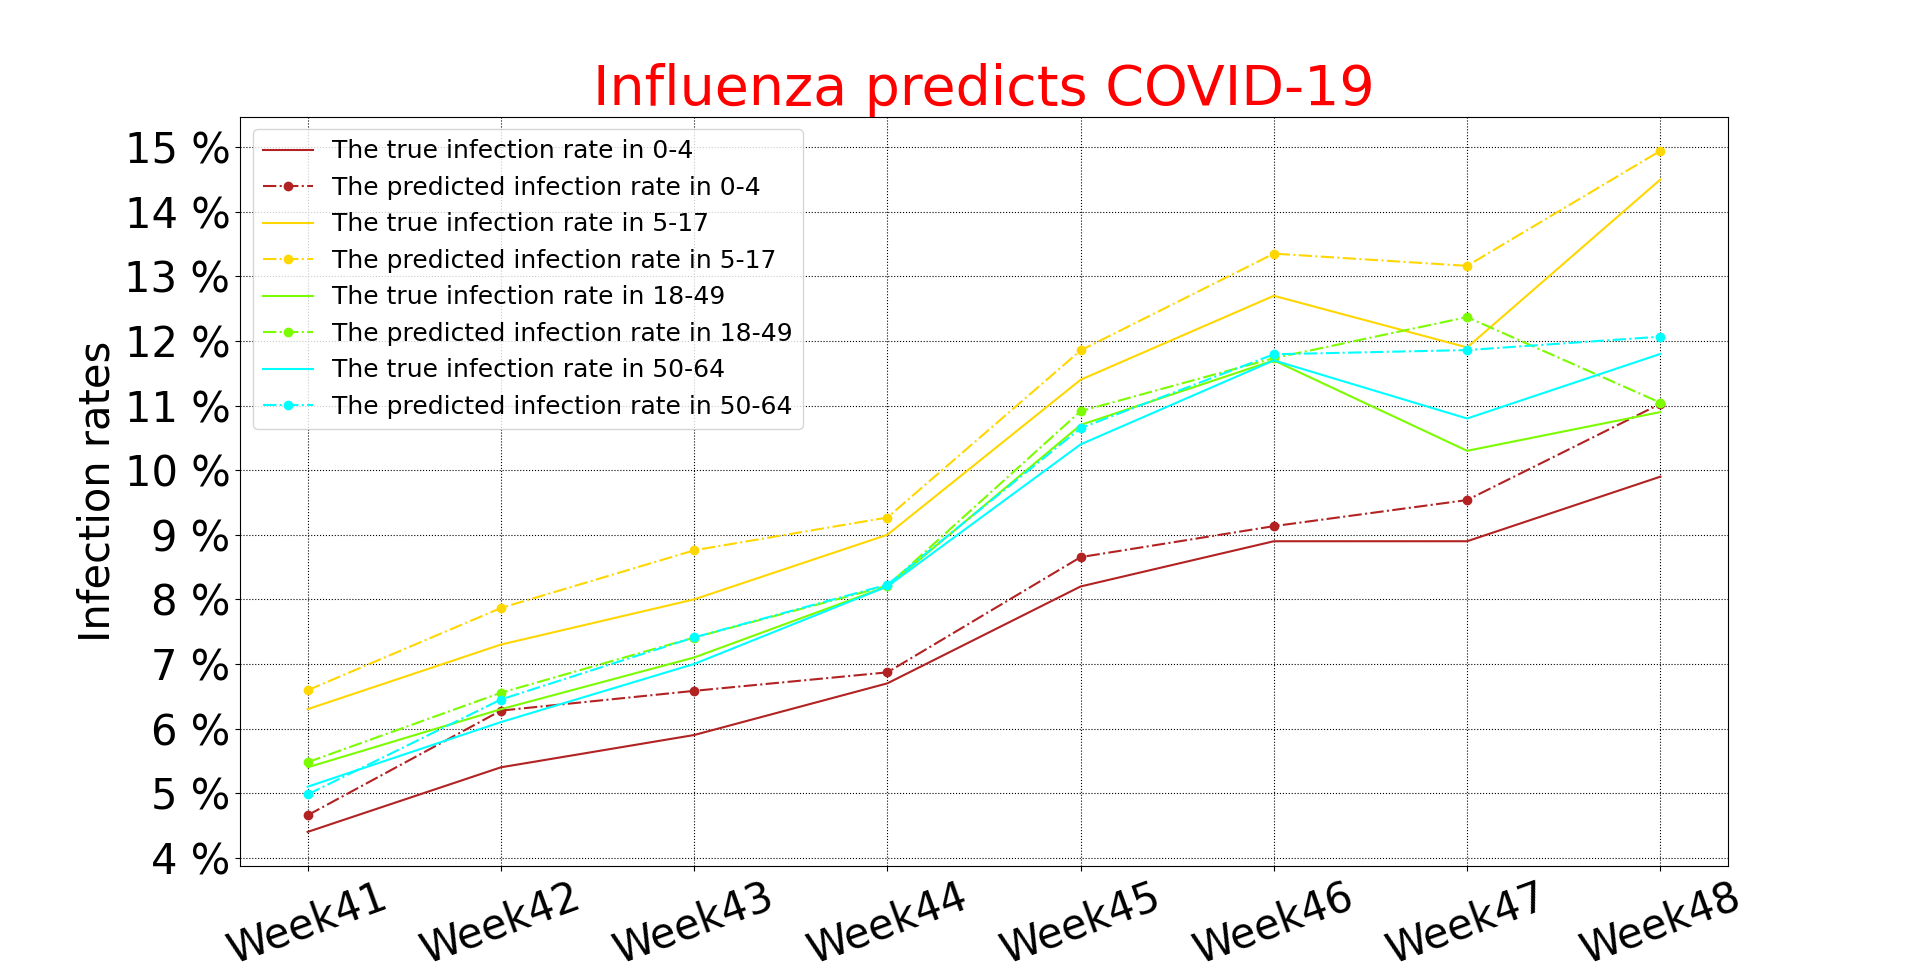 Influenza predicts COVID-19
15 %
14 %
13 %
12 %
11 %
10 %
9 %
8 %
7 %
6 %
5 %
4 %
Infection rates
The true infection rate in 0-4
The predicted infection rate in 0-4
The true infection rate in 5-17
The predicted infection rate in 5-17
The true infection rate in 18-49
The predicted infection rate in 18-49
The true infection rate in 50-64
The predicted infection rate in 50-64
Week41 Week42 Week43 Week44 Week45 Week46 Week47 Week48